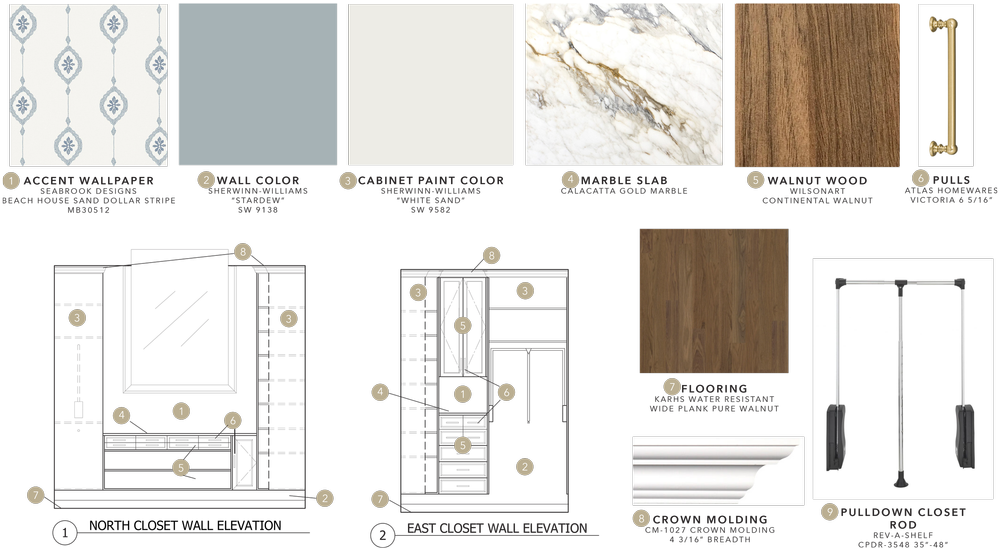 1 ACCENT WALLPAPER
SEABROOK DESIGNS
BEACH HOUSE SAND DOLLAR STRIPE
MB30512
2 WALL COLOR
SHERWINN-WILLIAMS
"STARDEW"
SW 9138
3 CABINET PAINT COLOR
SHERWINN-WILLIAMS
"WHITE SAND"
SW 9582
4 MARBLE SLAB
CALACATTA GOLD MARBLE
5 WALNUT WOOD
WILSONART
CONTINENTAL WALNUT
6 PULLS
ATLAS HOMEWARES
VICTORIA 6 5/16"
8
3
3
1
4
6
5
7
2
1 NORTH CLOSET WALL ELEVATION
8
3
3
5
4
1
6
5
2
7
2 EAST CLOSET WALL ELEVATION
7 FLOORING
KARHS WATER RESISTANT
WIDE PLANK PURE WALNUT
8 CROWN MOLDING
CM-1027 CROWN MOLDING
4 3/16" BREADTH
9 PULLDOWN CLOSET
ROD
REV-A-SHELF
CPDR-3548 35"-48"